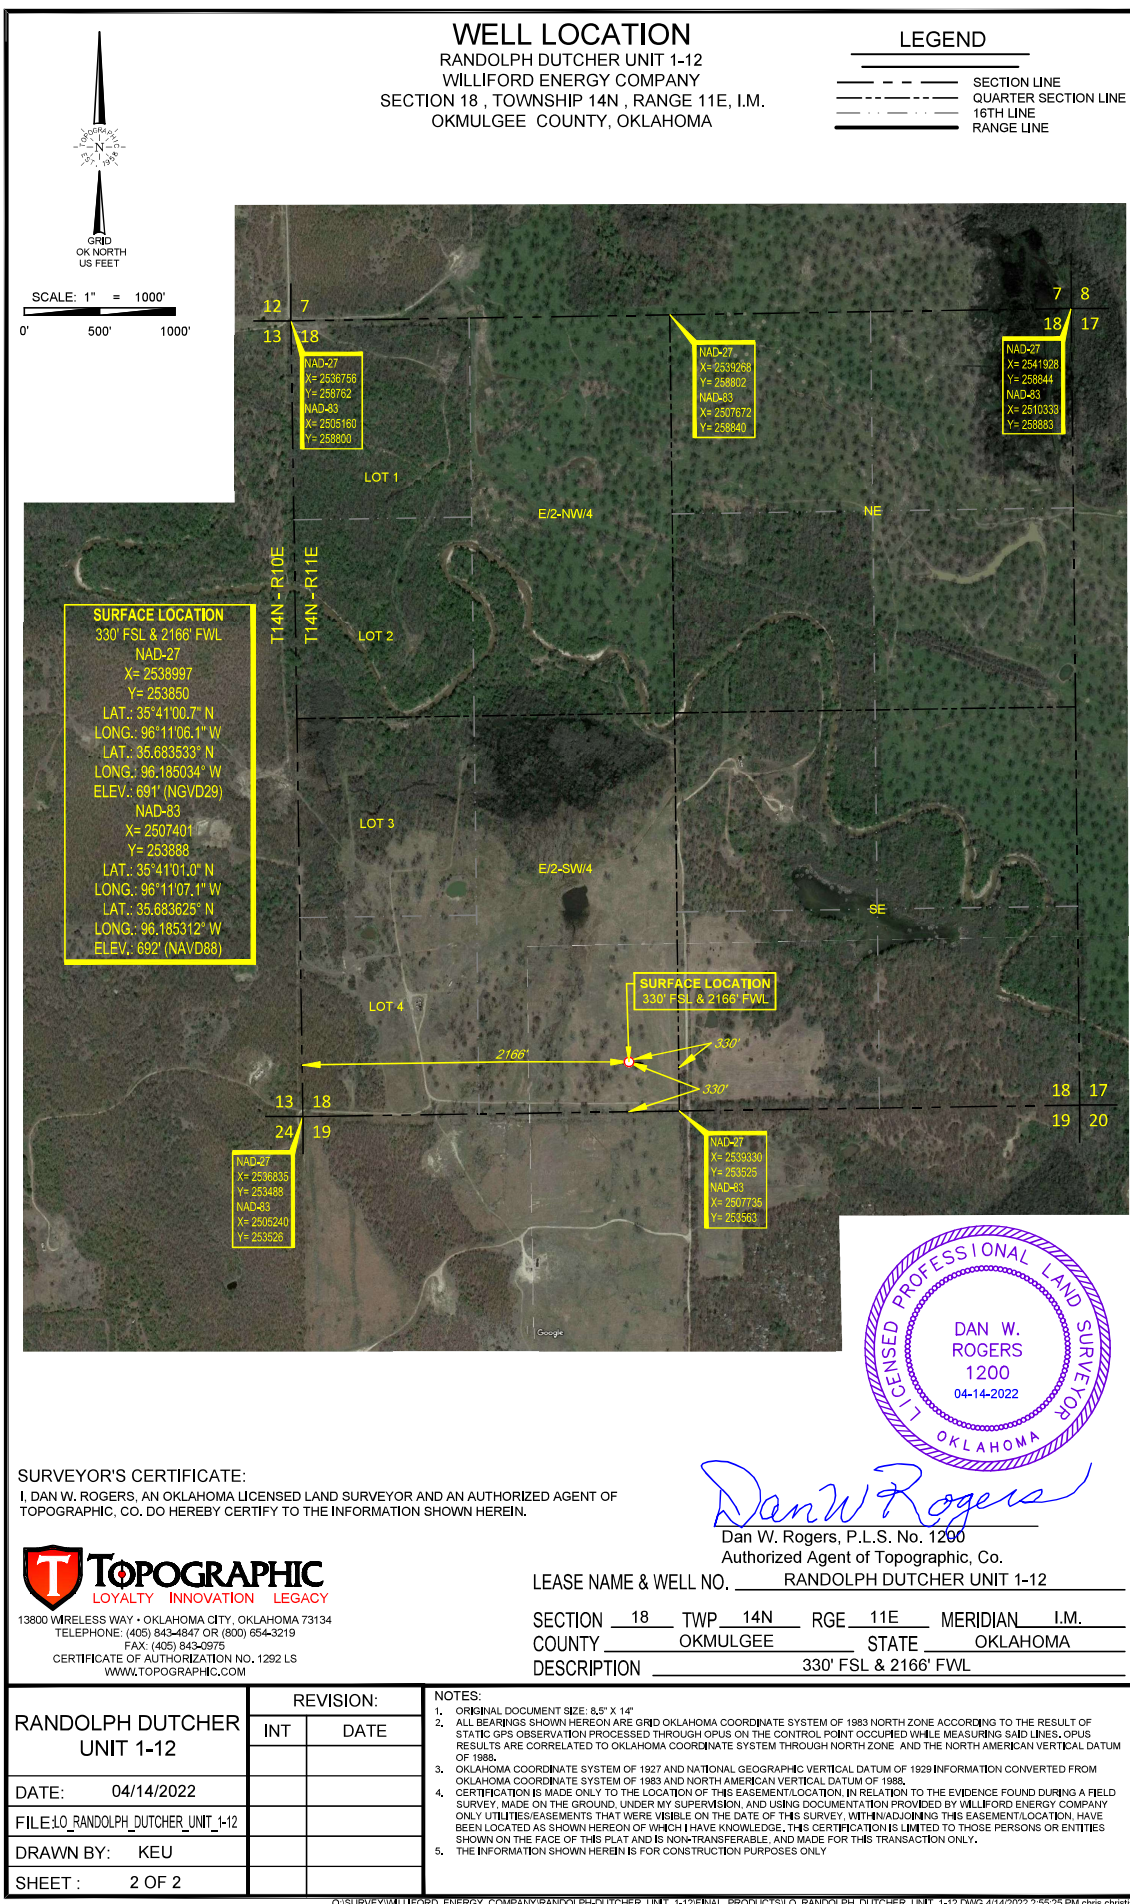 WELL LOCATION
RANDOLPH DUTCHER UNIT 1-12
WILLIFORD ENERGY COMPANY
SECTION 18 , TOWNSHIP 14N , RANGE 11E, I.M.
OKMULGEE COUNTY, OKLAHOMA
LEGEND
SECTION LINE
QUARTER SECTION LINE
16TH LINE
RANGE LINE
TOPOGRAPHIC
N
EST. 1958
GRID
OK NORTH
US FEET
SCALE: 1" = 1000'
0' 500' 1000'
12 7
13 18
7 8
18 17
NAD-27
X= 2536756
Y= 258762
NAD-83
X= 2505160
Y= 258800
NAD-27
X= 2539268
Y= 258802
NAD-83
X= 2507672
Y= 258840
NAD-27
X= 2541928
Y= 258844
NAD-83
X= 2510333
Y= 258883
LOT 1
E/2-NW/4
NE
T14N - R10E
T14N - R11E
LOT 2
SURFACE LOCATION
330' FSL & 2166' FWL
NAD-27
X= 2538997
Y= 253850
LAT.: 35°41'00.7" N
LONG.: 96°11'06.1" W
LAT.: 35.683533° N
LONG.: 96.185034° W
ELEV.: 691' (NGVD29)
NAD-83
X= 2507401
Y= 253888
LAT.: 35°41'01.0" N
LONG.: 96°11'07.1" W
LAT.: 35.683625° N
LONG.: 96.185312° W
ELEV.: 692' (NAVD88)
LOT 3
E/2-SW/4
SE
SURFACE LOCATION
330' FSL & 2166' FWL
LOT 4
2166'
330'
330'
13 18
24 19
18 17
19 20
NAD-27
X= 2536835
Y= 253488
NAD-83
X= 2505240
Y= 253526
NAD-27
X= 2539330
Y= 253525
NAD-83
X= 2507735
Y= 253563
Google
LICENSED PROFESSIONAL LAND SURVEYOR
DAN W.
ROGERS
1200
04-14-2022
OKLAHOMA
SURVEYOR'S CERTIFICATE:
I, DAN W. ROGERS, AN OKLAHOMA LICENSED LAND SURVEYOR AND AN AUTHORIZED AGENT OF
TOPOGRAPHIC, CO. DO HEREBY CERTIFY TO THE INFORMATION SHOWN HEREIN.
Dan W Rogers
Dan W. Rogers, P.L.S. No. 1200
Authorized Agent of Topographic, Co.
T TOPOGRAPHIC
LOYALTY INNOVATION LEGACY
13800 WIRELESS WAY • OKLAHOMA CITY, OKLAHOMA 73134
TELEPHONE: (405) 843-4847 OR (800) 654-3219
FAX: (405) 843-0975
CERTIFICATE OF AUTHORIZATION NO. 1292 LS
WWW.TOPOGRAPHIC.COM
LEASE NAME & WELL NO. RANDOLPH DUTCHER UNIT 1-12
SECTION 18 TWP 14N RGE 11E MERIDIAN I.M.
COUNTY OKMULGEE STATE OKLAHOMA
DESCRIPTION 330' FSL & 2166' FWL
RANDOLPH DUTCHER
UNIT 1-12
REVISION:
INT DATE
DATE: 04/14/2022
FILE:LO_RANDOLPH_DUTCHER_UNIT_1-12
DRAWN BY: KEU
SHEET : 2 OF 2
NOTES:
1. ORIGINAL DOCUMENT SIZE: 8.5" X 14"
2. ALL BEARINGS SHOWN HEREON ARE GRID OKLAHOMA COORDINATE SYSTEM OF 1983 NORTH ZONE ACCORDING TO THE RESULT OF
STATIC GPS OBSERVATION PROCESSED THROUGH OPUS ON THE CONTROL POINT OCCUPIED WHILE MEASURING SAID LINES. OPUS
RESULTS ARE CORRELATED TO OKLAHOMA COORDINATE SYSTEM THROUGH NORTH ZONE AND THE NORTH AMERICAN VERTICAL DATUM
OF 1988.
3. OKLAHOMA COORDINATE SYSTEM OF 1927 AND NATIONAL GEOGRAPHIC VERTICAL DATUM OF 1929 INFORMATION CONVERTED FROM
OKLAHOMA COORDINATE SYSTEM OF 1983 AND NORTH AMERICAN VERTICAL DATUM OF 1988.
4. CERTIFICATION IS MADE ONLY TO THE LOCATION OF THIS EASEMENT/LOCATION, IN RELATION TO THE EVIDENCE FOUND DURING A FIELD
SURVEY, MADE ON THE GROUND, UNDER MY SUPERVISION, AND USING DOCUMENTATION PROVIDED BY WILLIFORD ENERGY COMPANY
ONLY UTILITIES/EASEMENTS THAT WERE VISIBLE ON THE DATE OF THIS SURVEY, WITHIN/ADJOINING THIS EASEMENT/LOCATION, HAVE
BEEN LOCATED AS SHOWN HEREON OF WHICH I HAVE KNOWLEDGE. THIS CERTIFICATION IS LIMITED TO THOSE PERSONS OR ENTITIES
SHOWN ON THE FACE OF THIS PLAT AND IS NON-TRANSFERABLE, AND MADE FOR THIS TRANSACTION ONLY.
5. THE INFORMATION SHOWN HEREIN IS FOR CONSTRUCTION PURPOSES ONLY
O:\SURVEY\WILLIFORD_ENERGY_COMPANY\RANDOLPH-DUTCHER_UNIT_1-12\FINAL_PRODUCTS\LO_RANDOLPH_DUTCHER_UNIT_1-12.DWG 4/14/2022 2:55:25 PM chris.christ